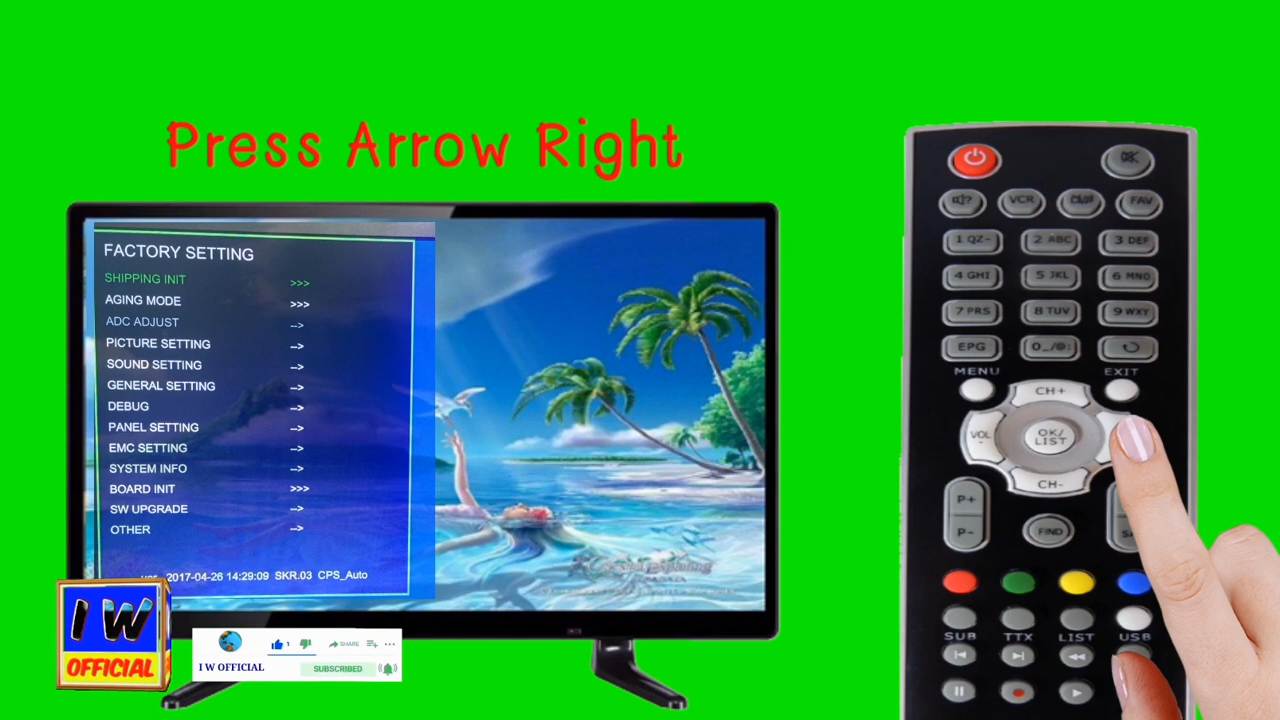 Press Arrow Right
FACTORY SETTING
SHIPPING INIT >>>
AGING MODE >>>
ADC ADJUST -->
PICTURE SETTING -->
SOUND SETTING -->
GENERAL SETTING -->
DEBUG -->
PANEL SETTING -->
EMC SETTING -->
SYSTEM INFO -->
BOARD INIT >>>
SW UPGRADE -->
OTHER -->
2017-04-26 14:29:09 SKR.03 CPS_Auto
I W
OFFICIAL
1 SHARE
I W OFFICIAL
SUBSCRIBED
VCR FAV
1 QZ- 2 ABC 3 DEF
4 GHI 5 JKL 6 MNO
7 PRS 8 TUV 9 WXY
EPG 0_/@:
MENU EXIT
CH+
VOL
-
OK/
LIST
CH-
P+
P-
FIND
SUB TTX LIST USB